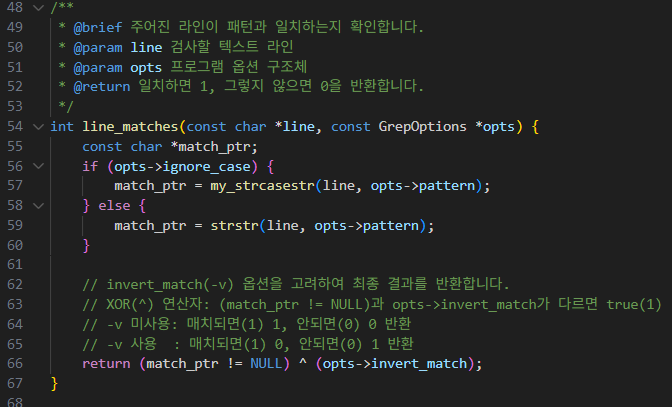 48 /**
49  * @brief 주어진 라인이 패턴과 일치하는지 확인합니다.
50  * @param line 검사할 텍스트 라인
51  * @param opts 프로그램 옵션 구조체
52  * @return 일치하면 1, 그렇지 않으면 0을 반환합니다.
53  */
54 int line_matches(const char *line, const GrepOptions *opts) {
55     const char *match_ptr;
56     if (opts->ignore_case) {
57         match_ptr = my_strcasestr(line, opts->pattern);
58     } else {
59         match_ptr = strstr(line, opts->pattern);
60     }
61
62     // invert_match(-v) 옵션을 고려하여 최종 결과를 반환합니다.
63     // XOR(^) 연산자: (match_ptr != NULL)과 opts->invert_match가 다르면 true(1)
64     // -v 미사용: 매치되면(1) 1, 안되면(0) 0 반환
65     // -v 사용  : 매치되면(1) 0, 안되면(0) 1 반환
66     return (match_ptr != NULL) ^ (opts->invert_match);
67 }
68